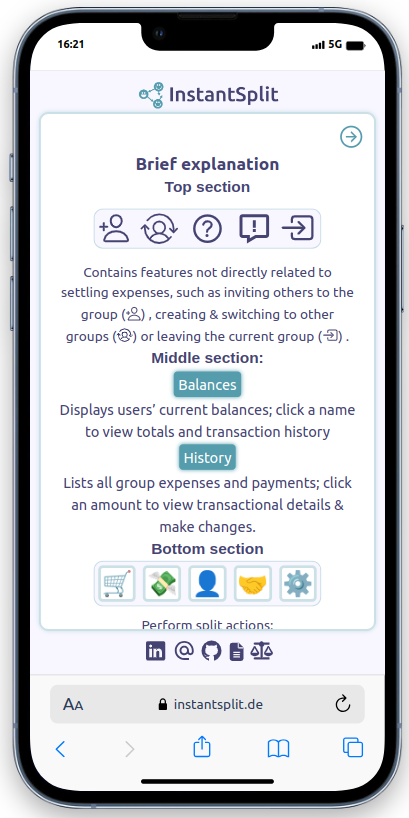 16:21
5G
InstantSplit
Brief explanation
Top section
Contains features not directly related to
settling expenses, such as inviting others to the
group ( ) , creating & switching to other
groups ( ) or leaving the current group ( ) .
Middle section:
Balances
Displays users’ current balances; click a name
to view totals and transaction history
History
Lists all group expenses and payments; click
an amount to view transactional details &
make changes.
Bottom section
Perform split actions:
AA
instantsplit.de